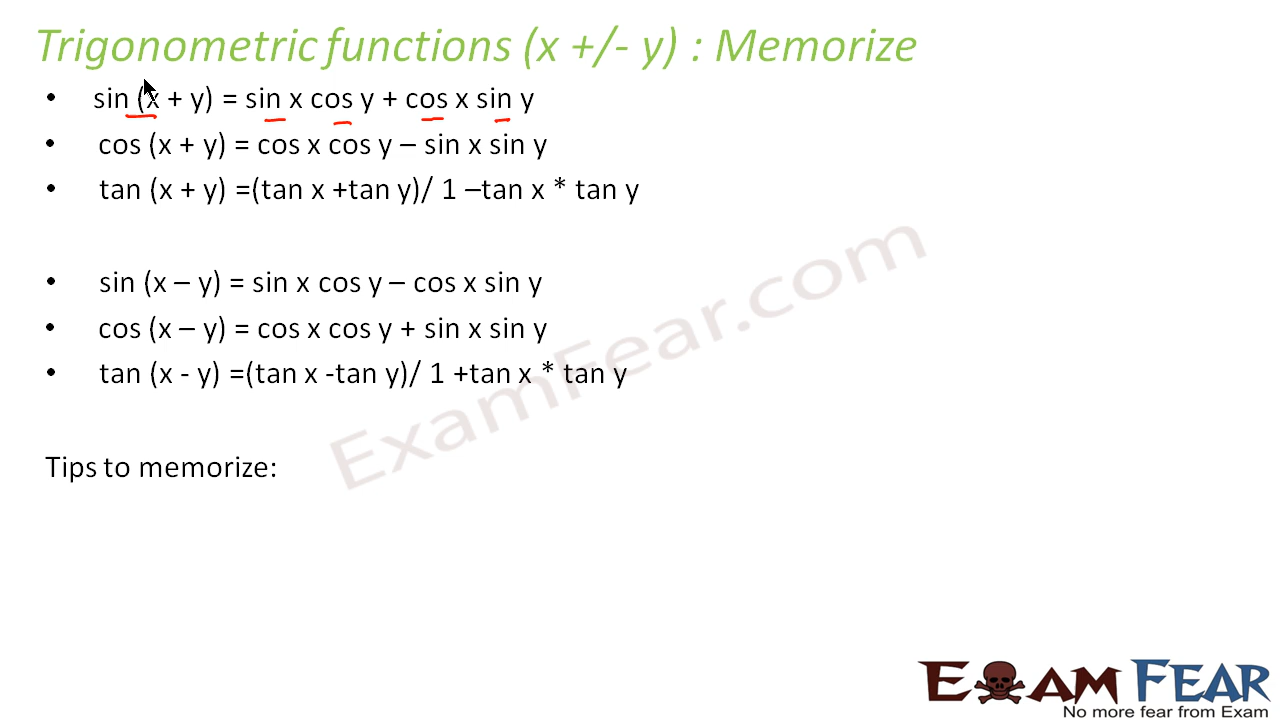 Trigonometric functions (x +/- y) : Memorize
• sin (x + y) = sin x cos y + cos x sin y
• cos (x + y) = cos x cos y – sin x sin y
• tan (x + y) =(tan x +tan y)/ 1 –tan x * tan y
• sin (x – y) = sin x cos y – cos x sin y
• cos (x – y) = cos x cos y + sin x sin y
• tan (x - y) =(tan x -tan y)/ 1 +tan x * tan y
ExamFear.com
Tips to memorize:
EXAM FEAR
No more fear from Exam